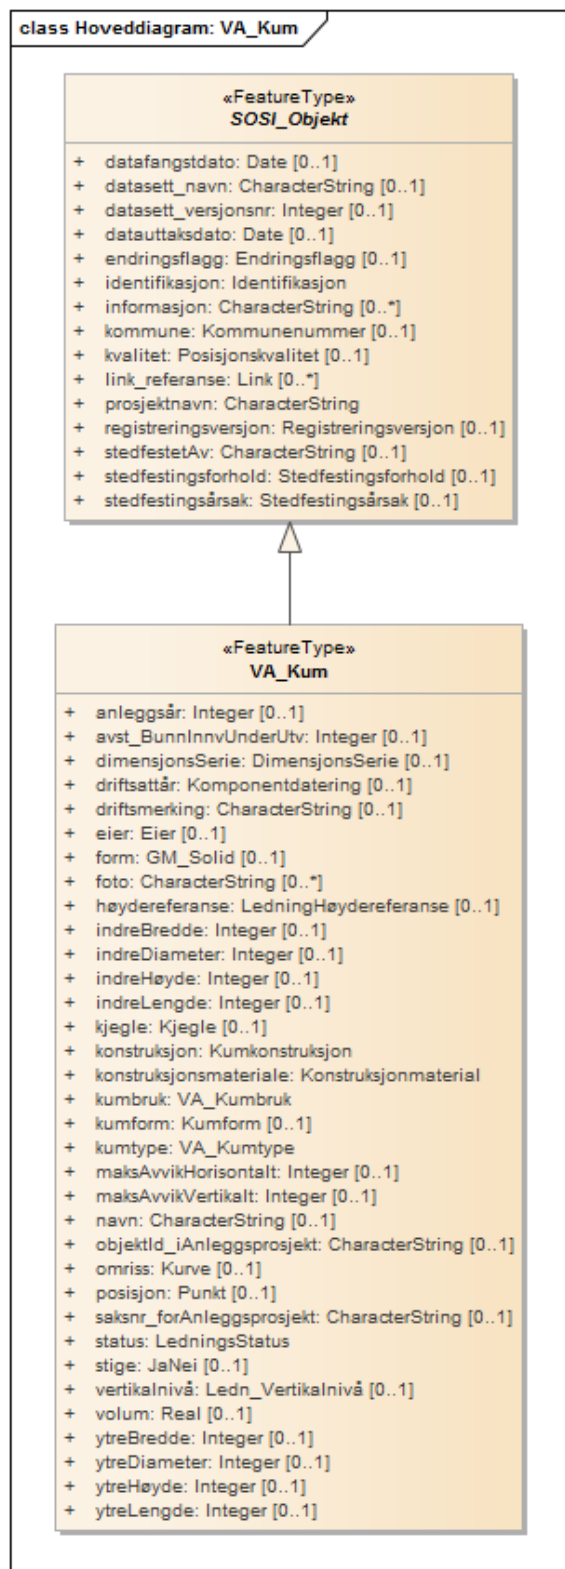 class Hoveddiagram: VA_Kum
«FeatureType»
SOSI_Objekt
+ datafangstdato: Date [0..1]
+ datasett_navn: CharacterString [0..1]
+ datasett_versjonsnr: Integer [0..1]
+ datauttaksdato: Date [0..1]
+ endringsflagg: Endringsflagg [0..1]
+ identifikasjon: Identifikasjon
+ informasjon: CharacterString [0..*]
+ kommune: Kommunenummer [0..1]
+ kvalitet: Posisjonskvalitet [0..1]
+ link_referanse: Link [0..*]
+ prosjektnavn: CharacterString
+ registreringsversjon: Registreringsversjon [0..1]
+ stedfestetAv: CharacterString [0..1]
+ stedfestingsforhold: Stedfestingsforhold [0..1]
+ stedfestingsårsak: Stedfestingsårsak [0..1]
«FeatureType»
VA_Kum
+ anleggsår: Integer [0..1]
+ avst_BunnInnvUnderUtv: Integer [0..1]
+ dimensjonsSerie: DimensjonsSerie [0..1]
+ driftsattår: Komponentdatering [0..1]
+ driftsmerking: CharacterString [0..1]
+ eier: Eier [0..1]
+ form: GM_Solid [0..1]
+ foto: CharacterString [0..*]
+ høydereferanse: LedningHøydereferanse [0..1]
+ indreBredde: Integer [0..1]
+ indreDiameter: Integer [0..1]
+ indreHøyde: Integer [0..1]
+ indreLengde: Integer [0..1]
+ kjegle: Kjegle [0..1]
+ konstruksjon: Kumkonstruksjon
+ konstruksjonsmateriale: Konstruksjonmaterial
+ kumbruk: VA_Kumbruk
+ kumform: Kumform [0..1]
+ kumtype: VA_Kumtype
+ maksAvvikHorisontalt: Integer [0..1]
+ maksAvvikVertikalt: Integer [0..1]
+ navn: CharacterString [0..1]
+ objektId_iAnleggsprosjekt: CharacterString [0..1]
+ omriss: Kurve [0..1]
+ posisjon: Punkt [0..1]
+ saksnr_forAnleggsprosjekt: CharacterString [0..1]
+ status: LedningsStatus
+ stige: JaNei [0..1]
+ vertikalnivå: Ledn_Vertikalnivå [0..1]
+ volum: Real [0..1]
+ ytreBredde: Integer [0..1]
+ ytreDiameter: Integer [0..1]
+ ytreHøyde: Integer [0..1]
+ ytreLengde: Integer [0..1]